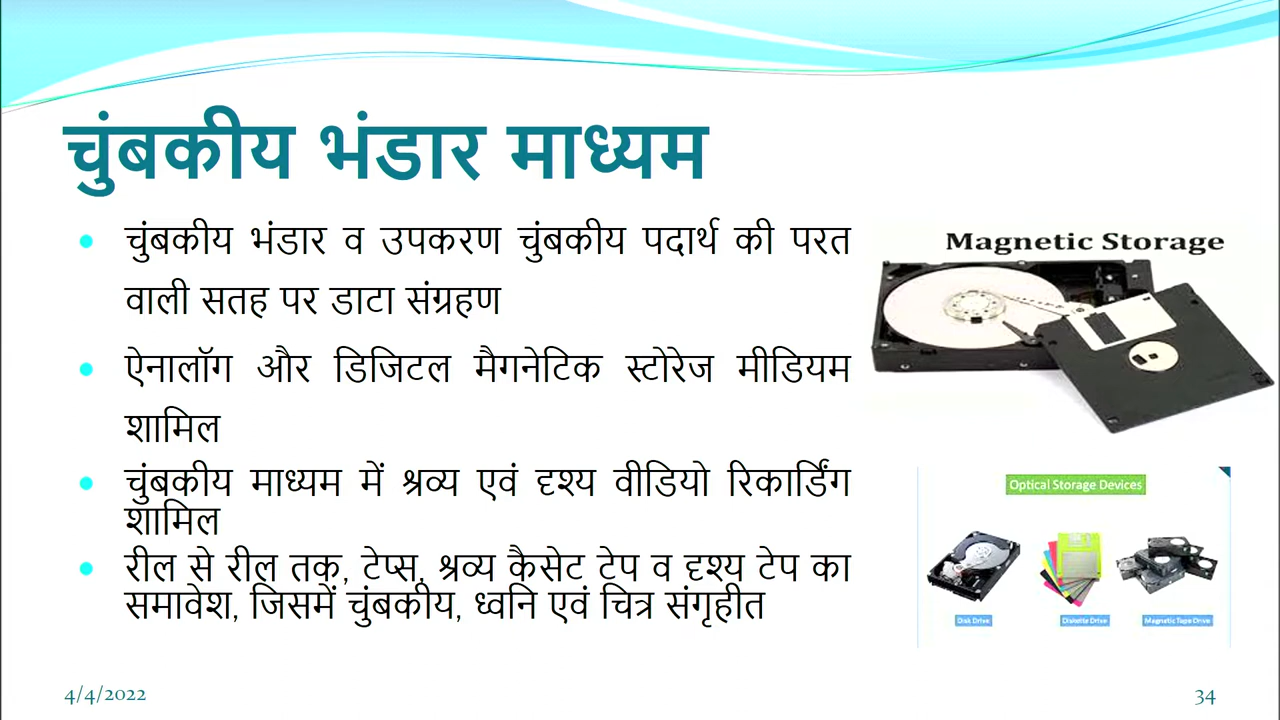 चुंबकीय भंडार माध्यम
चुंबकीय भंडार व उपकरण चुंबकीय पदार्थ की परत
वाली सतह पर डाटा संग्रहण
ऐनालॉग और डिजिटल मैगनेटिक स्टोरेज मीडियम
शामिल
चुंबकीय माध्यम में श्रव्य एवं दृश्य वीडियो रिकार्डिंग
शामिल
रील से रील तक, टेप्स, श्रव्य कैसेट टेप व दृश्य टेप का
समावेश, जिसमें चुंबकीय, ध्वनि एवं चित्र संगृहीत
Magnetic Storage
Optical Storage Devices
Disk Drive
Diskette Drive
Magnetic Tape Drive
4/4/2022
34